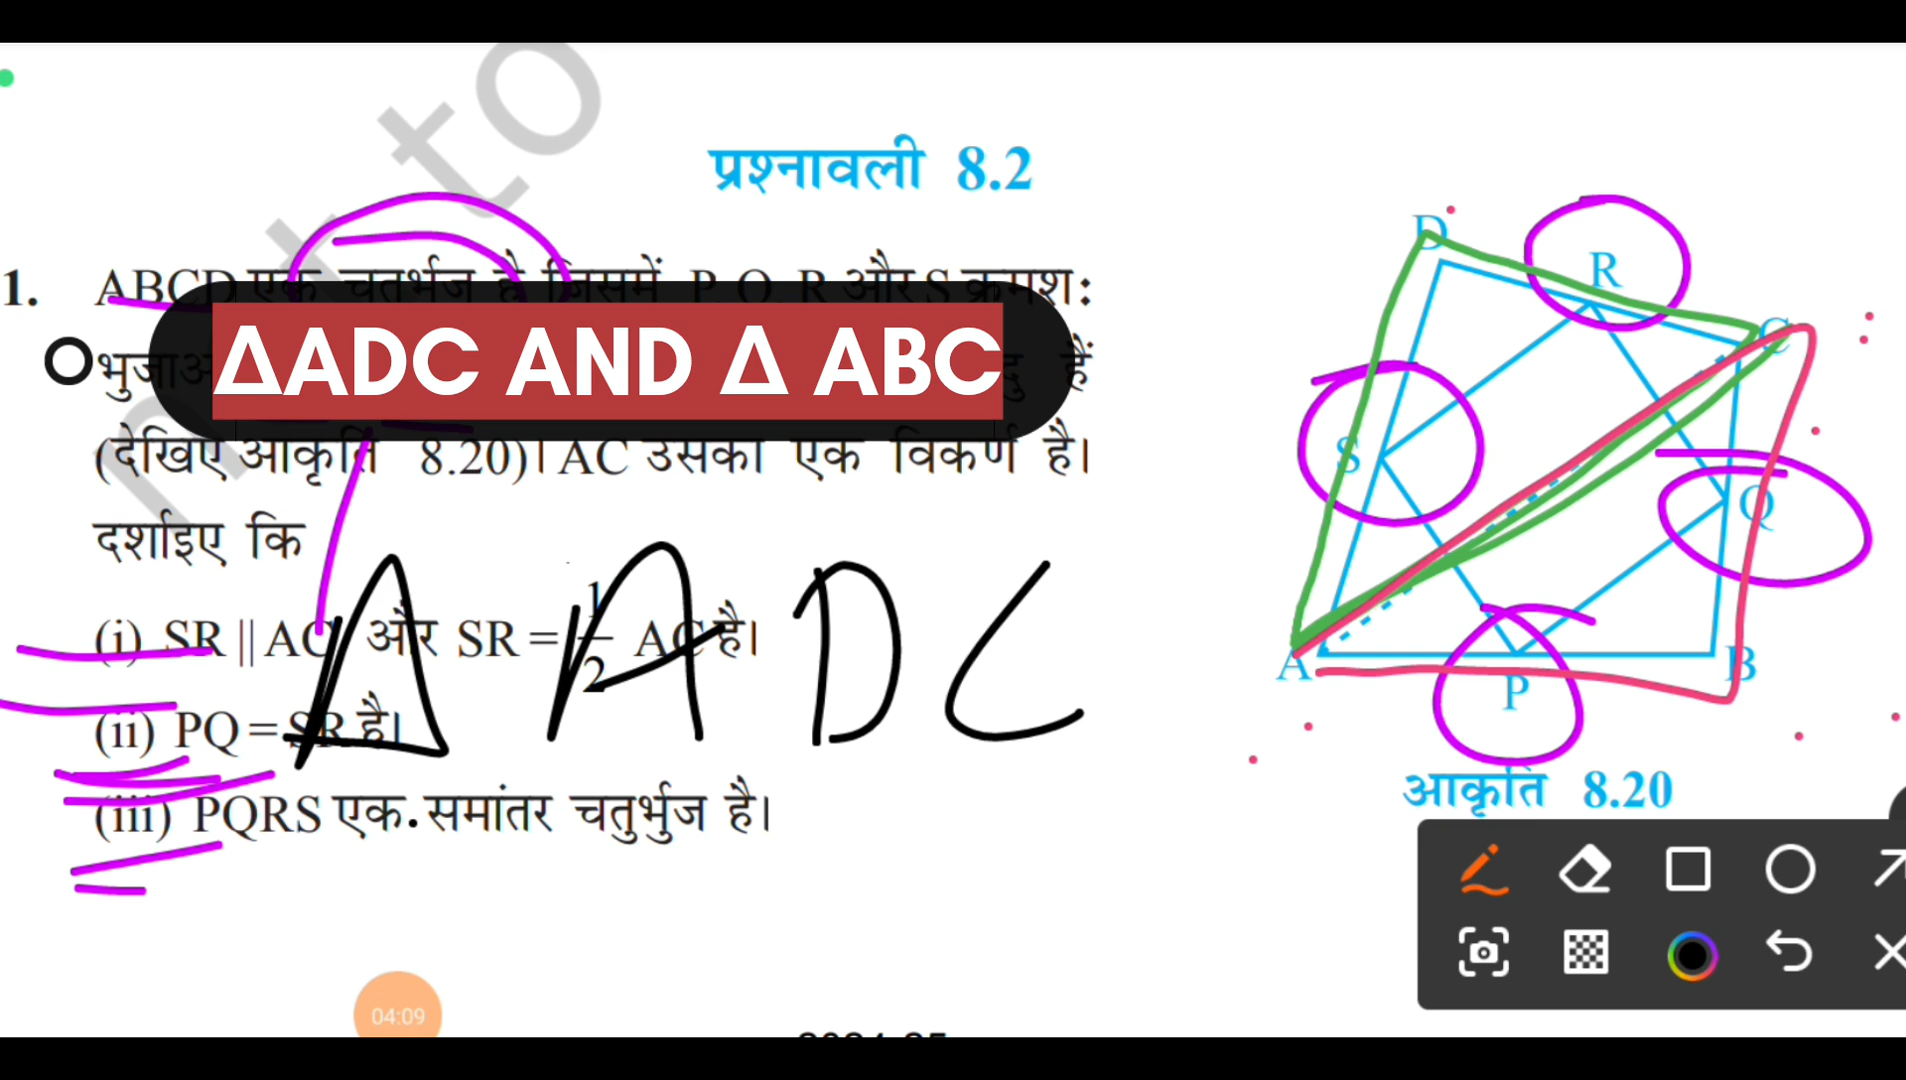 not to
प्रश्नावली 8.2
1. ABCD एक चतुर्भुज है जिसमें P, Q, R और S क्रमश:
ΔADC AND Δ ABC
हैं
(देखिए आकृति 8.20)। AC उसका एक विकर्ण है।
दर्शाइए कि
(i) SR || AC और SR = 1/2 AC है।
Δ A D C
(ii) PQ = SR है।
(iii) PQRS एक समांतर चतुर्भुज है।
D
R
C
S
Q
A
P
B
आकृति 8.20
04:09